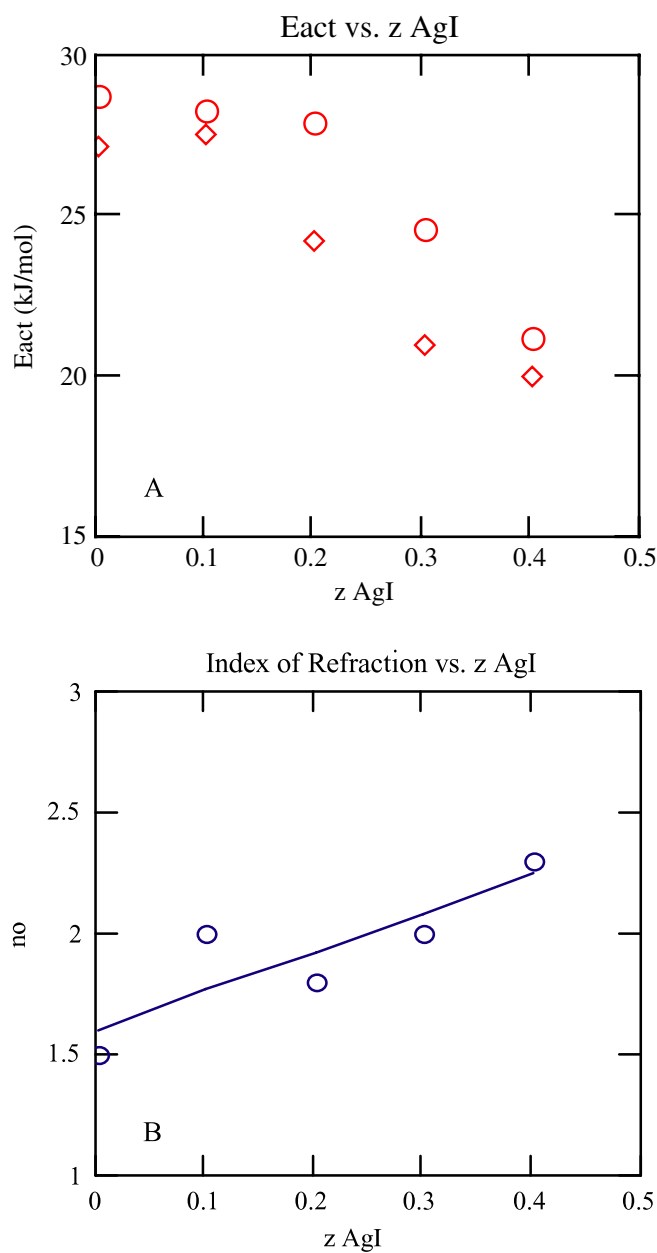 Eact vs. z AgI
30
25
20
15
Eact (kJ/mol)
A
0 0.1 0.2 0.3 0.4 0.5
z AgI
Index of Refraction vs. z AgI
3
2.5
2
1.5
1
no
B
0 0.1 0.2 0.3 0.4 0.5
z AgI